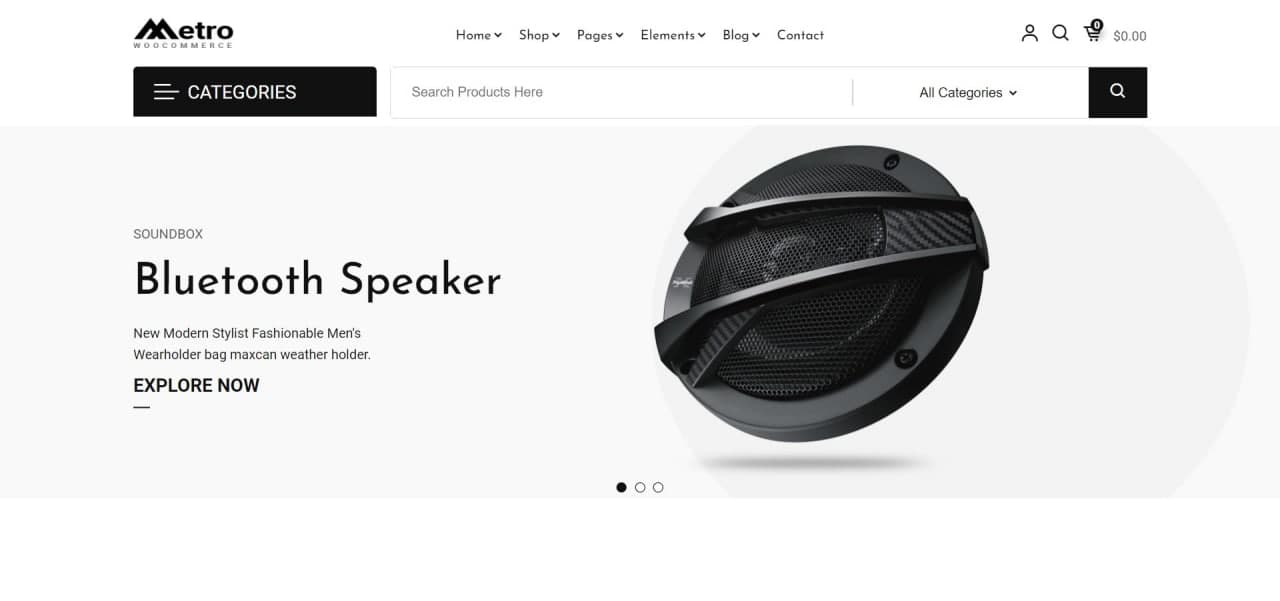 Metro
WOOCOMMERCE
Home Shop Pages Elements Blog Contact
0
$0.00
CATEGORIES
Search Products Here
All Categories
SOUNDBOX
Bluetooth Speaker
New Modern Stylist Fashionable Men's
Wearholder bag maxcan weather holder.
EXPLORE NOW